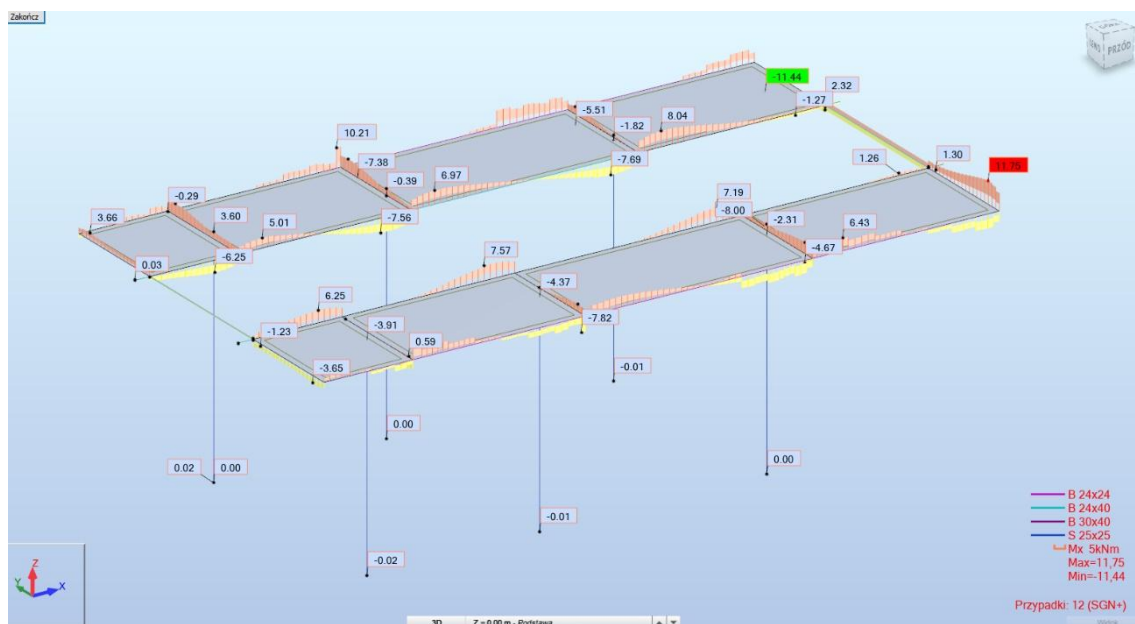 Zakończ
GÓRA
PRZÓD
-11.44
2.32
-5.51
-1.27
10.21
-1.82
8.04
-7.38
-7.69
1.26
1.30
11.75
-0.39
6.97
-0.29
3.66
3.60
7.19
5.01
-7.56
-8.00
-2.31
6.43
-6.25
-4.67
0.03
7.57
-4.37
6.25
-7.82
-1.23
-3.91
0.59
-3.65
-0.01
0.00
0.02
0.00
0.00
-0.01
-0.02
B 24x24
B 24x40
B 30x40
S 25x25
Mx 5kNm
Max=11,75
Min=-11,44
Przypadki: 12 (SGN+)
Z
Y
X
3D
Z = 0.00 m - Podstawa